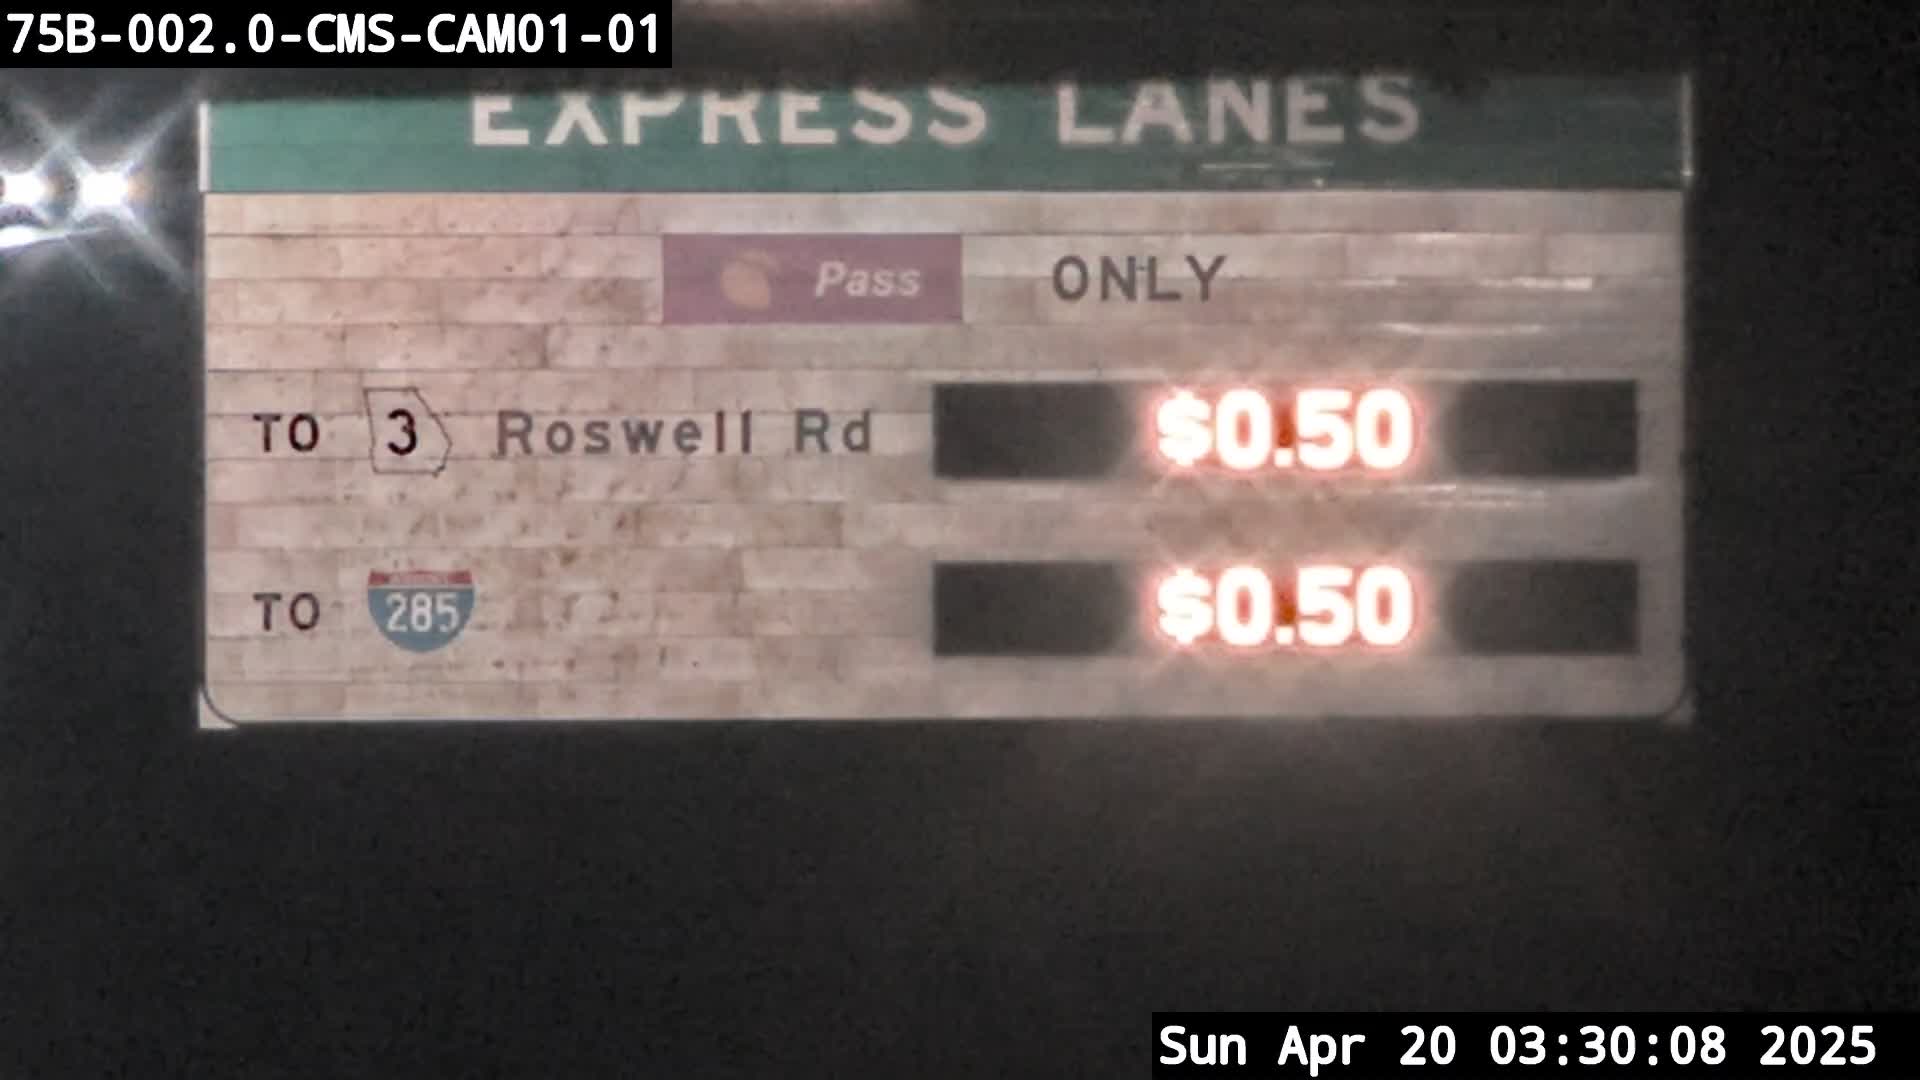 75B-002.0-CMS-CAM01-01
EXPRESS LANES
Pass ONLY
TO 3 Roswell Rd $0.50
TO 285 $0.50
Sun Apr 20 03:30:08 2025